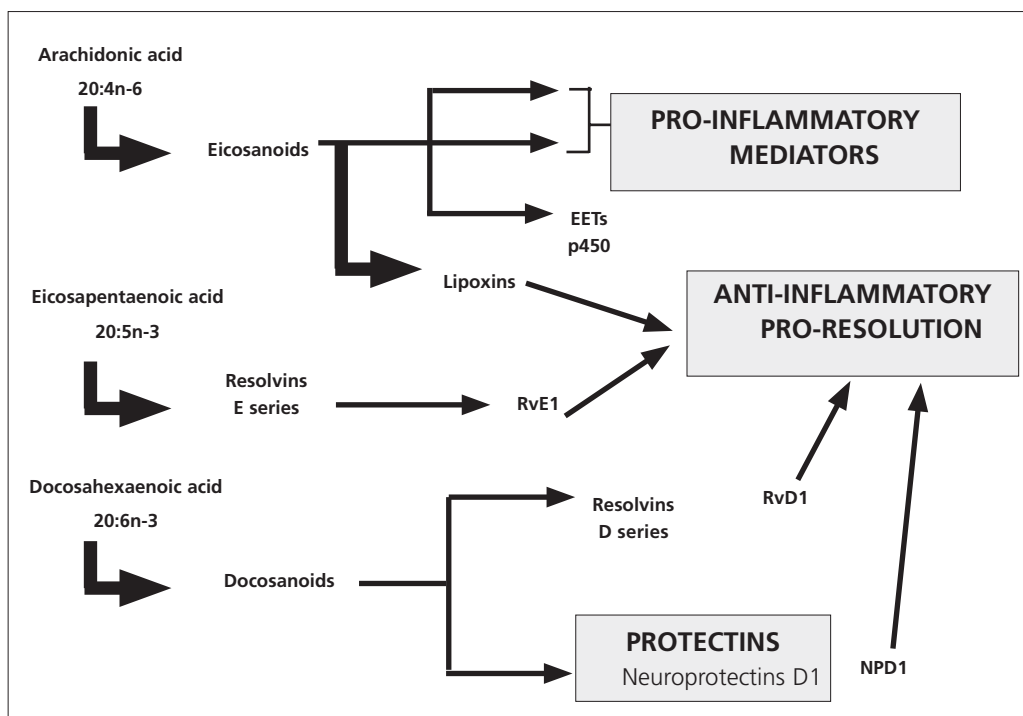 Arachidonic acid
20:4n-6
Eicosanoids
PRO-INFLAMMATORY
MEDIATORS
EETs
p450
Lipoxins
ANTI-INFLAMMATORY
PRO-RESOLUTION
Eicosapentaenoic acid
20:5n-3
Resolvins
E series
RvE1
Docosahexaenoic acid
20:6n-3
Docosanoids
Resolvins
D series
RvD1
PROTECTINS
Neuroprotectins D1
NPD1